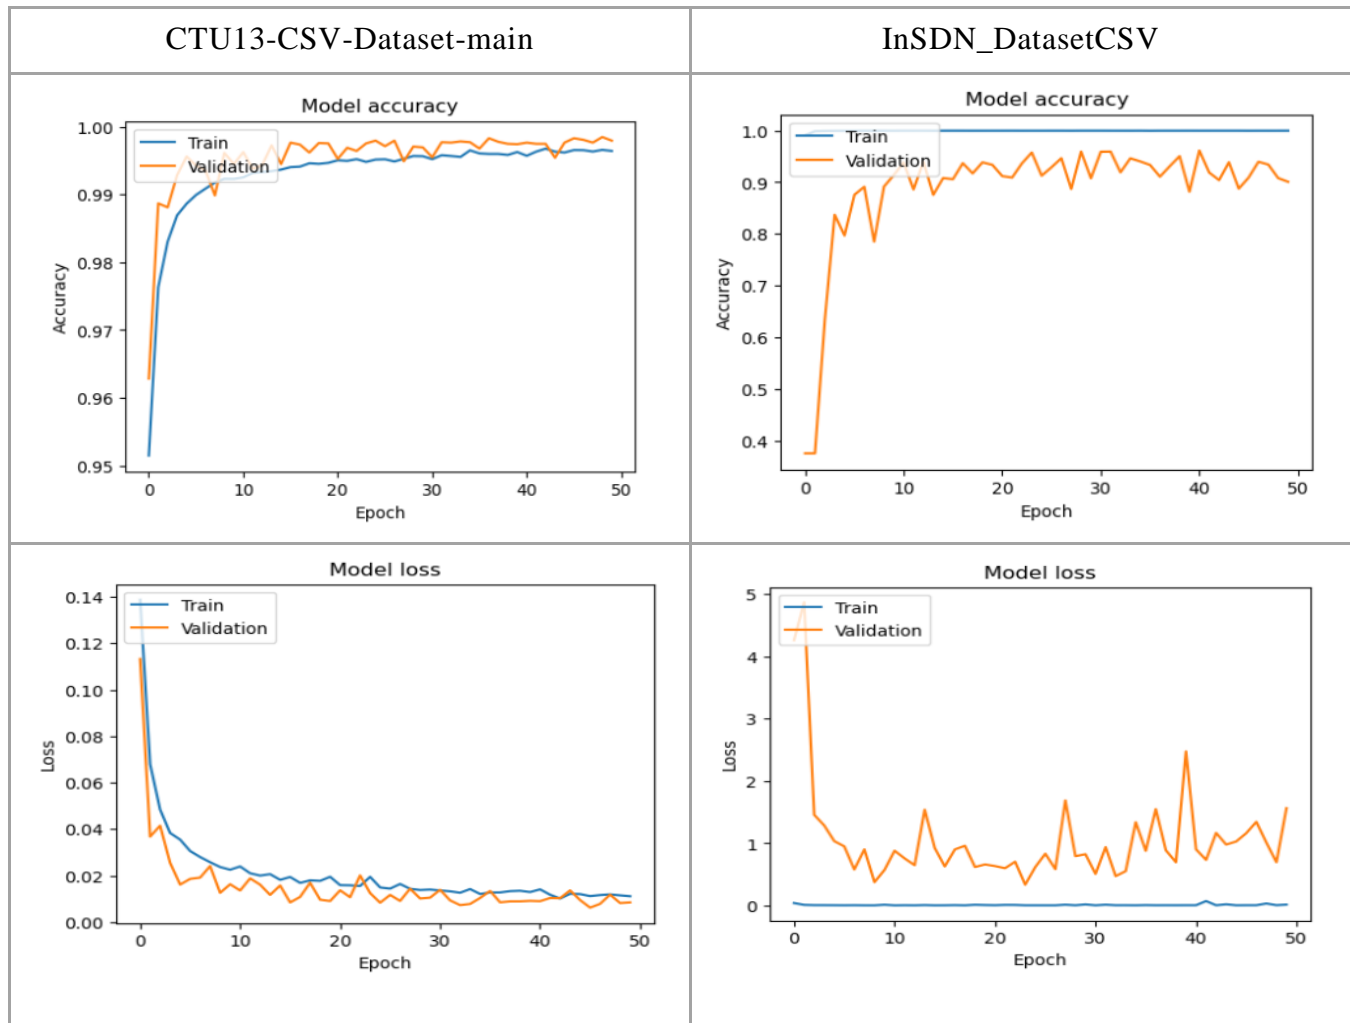 CTU13-CSV-Dataset-main
InSDN_DatasetCSV
Model accuracy
1.00
0.99
0.98
0.97
0.96
0.95
Accuracy
Train
Validation
0 10 20 30 40 50
Epoch
Model accuracy
1.0
0.9
0.8
0.7
0.6
0.5
0.4
Accuracy
Train
Validation
0 10 20 30 40 50
Epoch
Model loss
0.14
0.12
0.10
0.08
0.06
0.04
0.02
0.00
Loss
Train
Validation
0 10 20 30 40 50
Epoch
Model loss
5
4
3
2
1
0
Loss
Train
Validation
0 10 20 30 40 50
Epoch